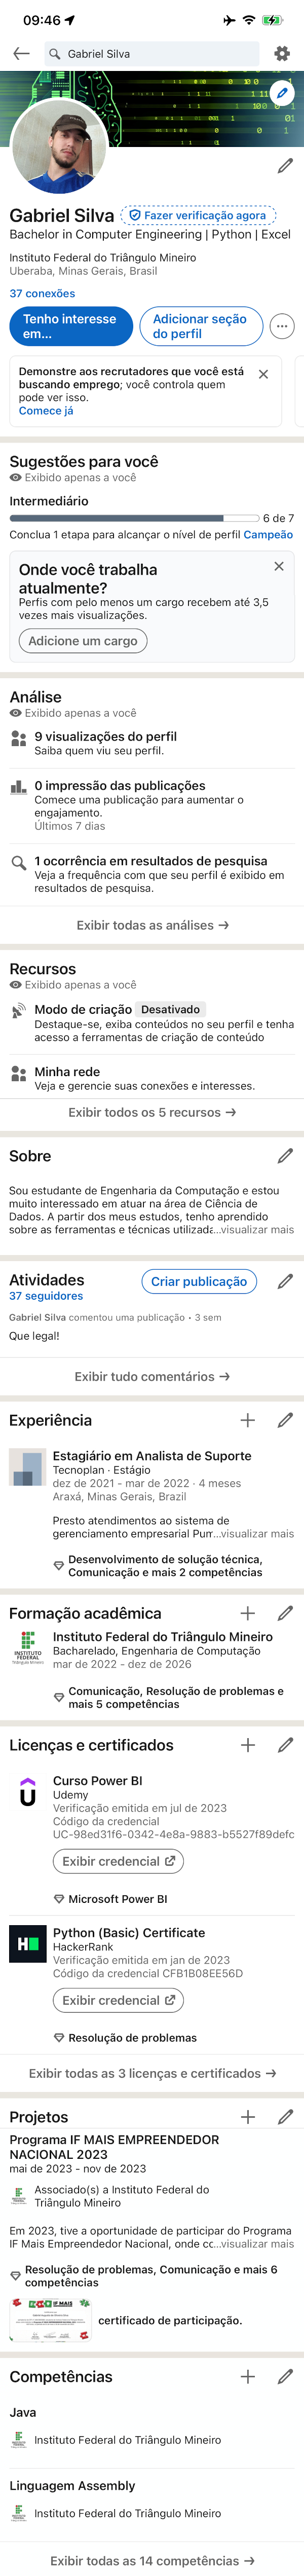 09:46
Gabriel Silva
Gabriel Silva
Fazer verificação agora
Bachelor in Computer Engineering | Python | Excel
Instituto Federal do Triângulo Mineiro
Uberaba, Minas Gerais, Brasil
37 conexões
Tenho interesse
em...
Adicionar seção
do perfil
Demonstre aos recrutadores que você está
buscando emprego; você controla quem
pode ver isso.
Comece já
Sugestões para você
Exibido apenas a você
Intermediário
6 de 7
Conclua 1 etapa para alcançar o nível de perfil Campeão
Onde você trabalha
atualmente?
Perfis com pelo menos um cargo recebem até 3,5
vezes mais visualizações.
Adicione um cargo
Análise
Exibido apenas a você
9 visualizações do perfil
Saiba quem viu seu perfil.
0 impressão das publicações
Comece uma publicação para aumentar o
engajamento.
Últimos 7 dias
1 ocorrência em resultados de pesquisa
Veja a frequência com que seu perfil é exibido em
resultados de pesquisa.
Exibir todas as análises →
Recursos
Exibido apenas a você
Modo de criação Desativado
Destaque-se, exiba conteúdos no seu perfil e tenha
acesso a ferramentas de criação de conteúdo
Minha rede
Veja e gerencie suas conexões e interesses.
Exibir todos os 5 recursos →
Sobre
Sou estudante de Engenharia da Computação e estou
muito interessado em atuar na área de Ciência de
Dados. A partir dos meus estudos, tenho aprendido
sobre as ferramentas e técnicas utilizada...visualizar mais
Atividades
Criar publicação
37 seguidores
Gabriel Silva comentou uma publicação • 3 sem
Que legal!
Exibir tudo comentários →
Experiência
Estagiário em Analista de Suporte
Tecnoplan · Estágio
dez de 2021 - mar de 2022 · 4 meses
Araxá, Minas Gerais, Brazil
Presto atendimentos ao sistema de
gerenciamento empresarial Pum...visualizar mais
Desenvolvimento de solução técnica,
Comunicação e mais 2 competências
Formação acadêmica
INSTITUTO
FEDERAL
Triângulo Mineiro
Instituto Federal do Triângulo Mineiro
Bacharelado, Engenharia de Computação
mar de 2022 - dez de 2026
Comunicação, Resolução de problemas e
mais 5 competências
Licenças e certificados
Curso Power BI
Udemy
Verificação emitida em jul de 2023
Código da credencial
UC-98ed31f6-0342-4e8a-9883-b5527f89defc
Exibir credencial
Microsoft Power BI
H
Python (Basic) Certificate
HackerRank
Verificação emitida em jan de 2023
Código da credencial CFB1B08EE56D
Exibir credencial
Resolução de problemas
Exibir todas as 3 licenças e certificados →
Projetos
Programa IF MAIS EMPREENDEDOR
NACIONAL 2023
mai de 2023 - nov de 2023
Associado(s) a Instituto Federal do
Triângulo Mineiro
Em 2023, tive a oportunidade de participar do Programa
IF Mais Empreendedor Nacional, onde co...visualizar mais
Resolução de problemas, Comunicação e mais 6
competências
IF MAIS
certificado de participação.
Competências
Java
Instituto Federal do Triângulo Mineiro
Linguagem Assembly
Instituto Federal do Triângulo Mineiro
Exibir todas as 14 competências →